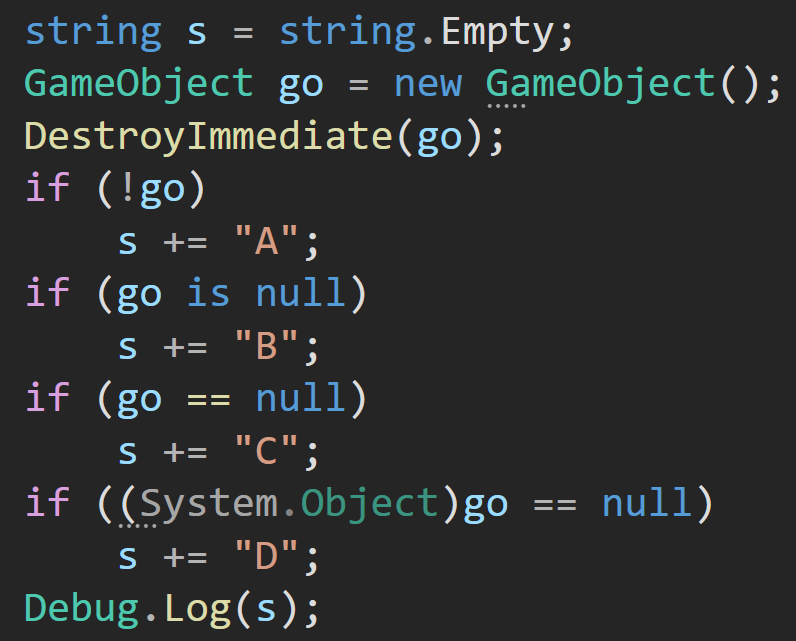 string s = string.Empty;
GameObject go = new GameObject();
DestroyImmediate(go);
if (!go)
    s += "A";
if (go is null)
    s += "B";
if (go == null)
    s += "C";
if ((System.Object)go == null)
    s += "D";
Debug.Log(s);